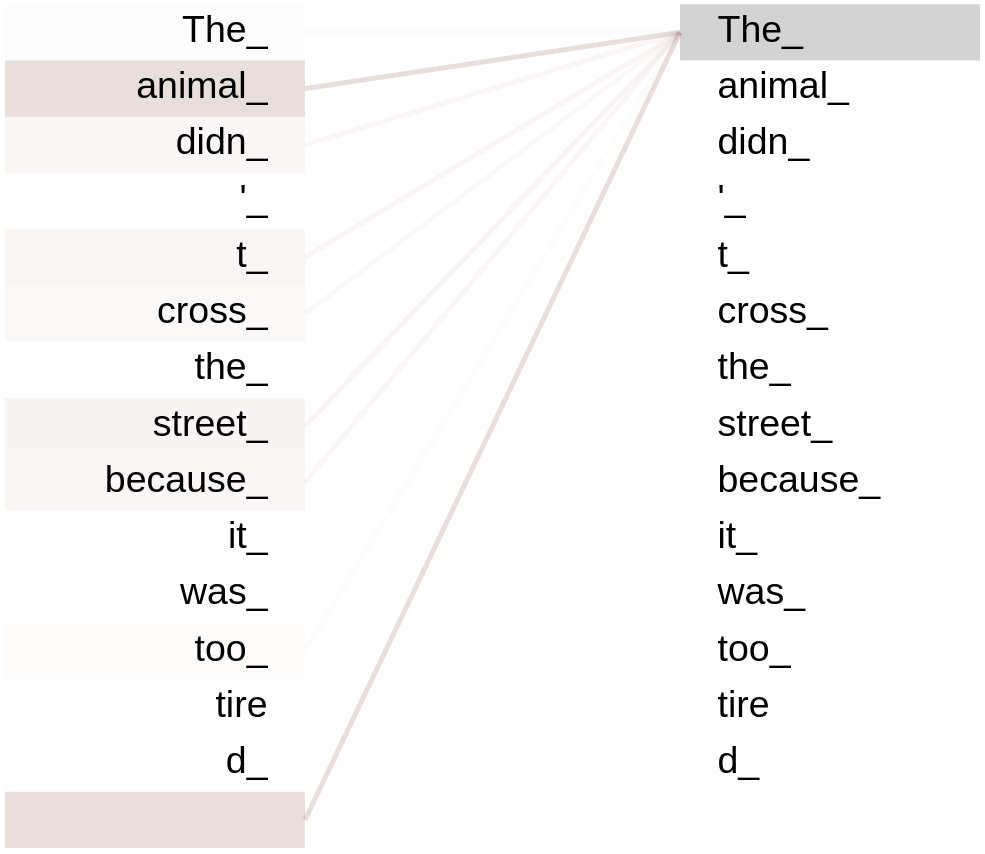 The_ The_
animal_ animal_
didn_ didn_
'_ '_
t_ t_
cross_ cross_
the_ the_
street_ street_
because_ because_
it_ it_
was_ was_
too_ too_
tire tire
d_ d_